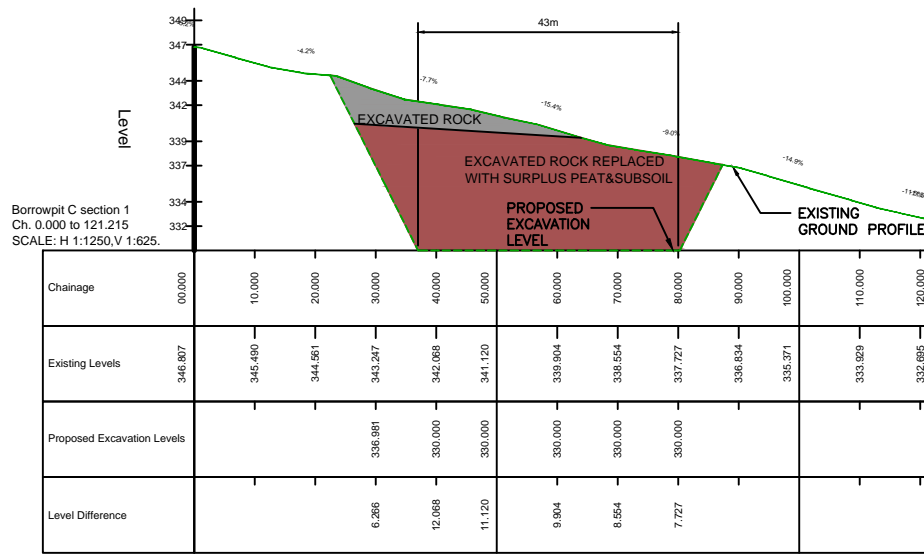 349
347
344
342
339
337
334
332
Level
-4.2%
-7.7%
-15.4%
-9.0%
-14.9%
43m
EXCAVATED ROCK
EXCAVATED ROCK REPLACED
WITH SURPLUS PEAT&SUBSOIL
PROPOSED
EXCAVATION
LEVEL
EXISTING
GROUND PROFILE
Borrowpit C section 1
Ch. 0.000 to 121.215
SCALE: H 1:1250,V 1:625.
Chainage 00.000 10.000 20.000 30.000 40.000 50.000 60.000 70.000 80.000 90.000 100.000 110.000 120.000
Existing Levels 346.807 345.490 344.561 343.247 342.068 341.120 339.904 338.554 337.727 336.834 335.371 333.929 332.695
Proposed Excavation Levels 336.981 330.000 330.000 330.000 330.000 330.000
Level Difference 6.266 12.068 11.120 9.904 8.554 7.727